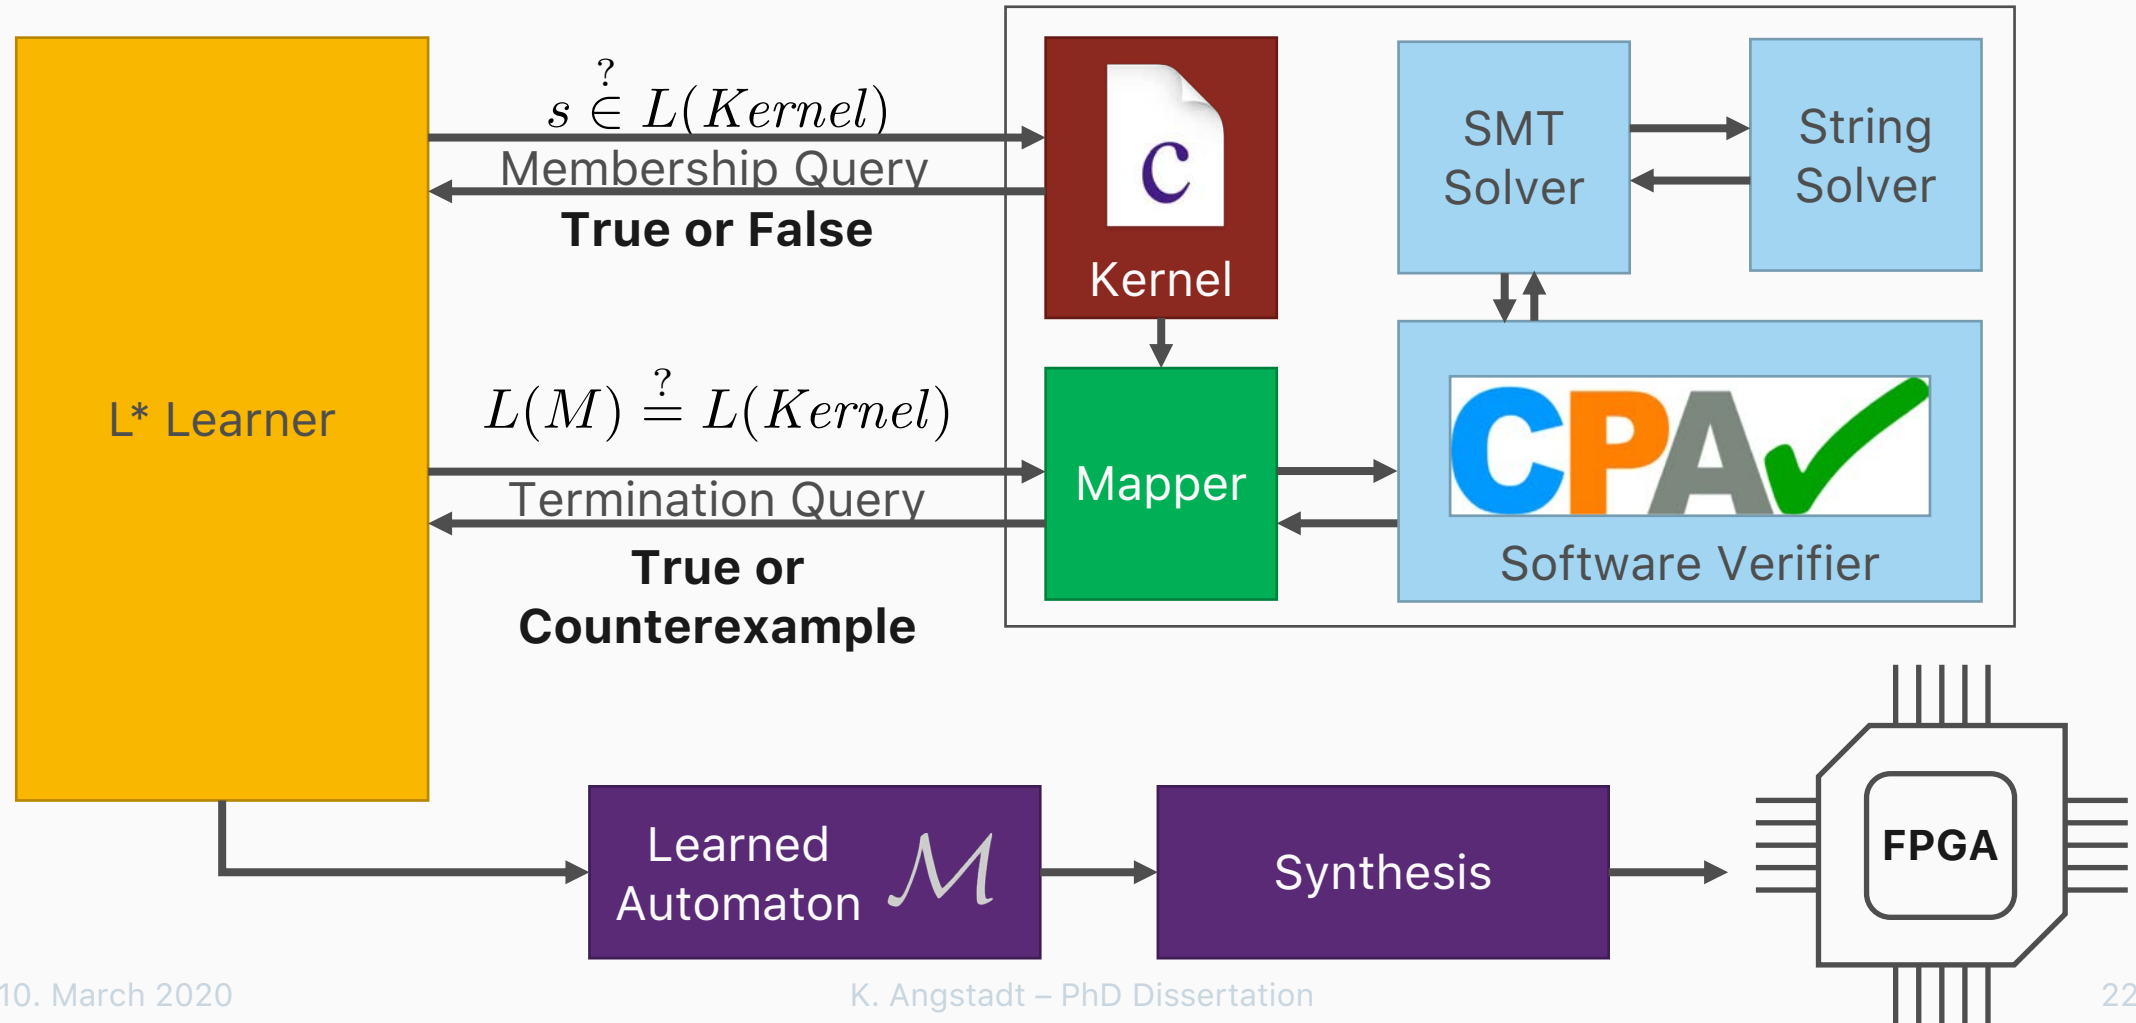 s ?∈ L(Kernel)
Membership Query
True or False
L* Learner
L(M) ?= L(Kernel)
Termination Query
True or
Counterexample
C
Kernel
Mapper
SMT
Solver
String
Solver
CPA
Software Verifier
Learned
Automaton
ℳ
Synthesis
FPGA
10. March 2020
K. Angstadt – PhD Dissertation
22